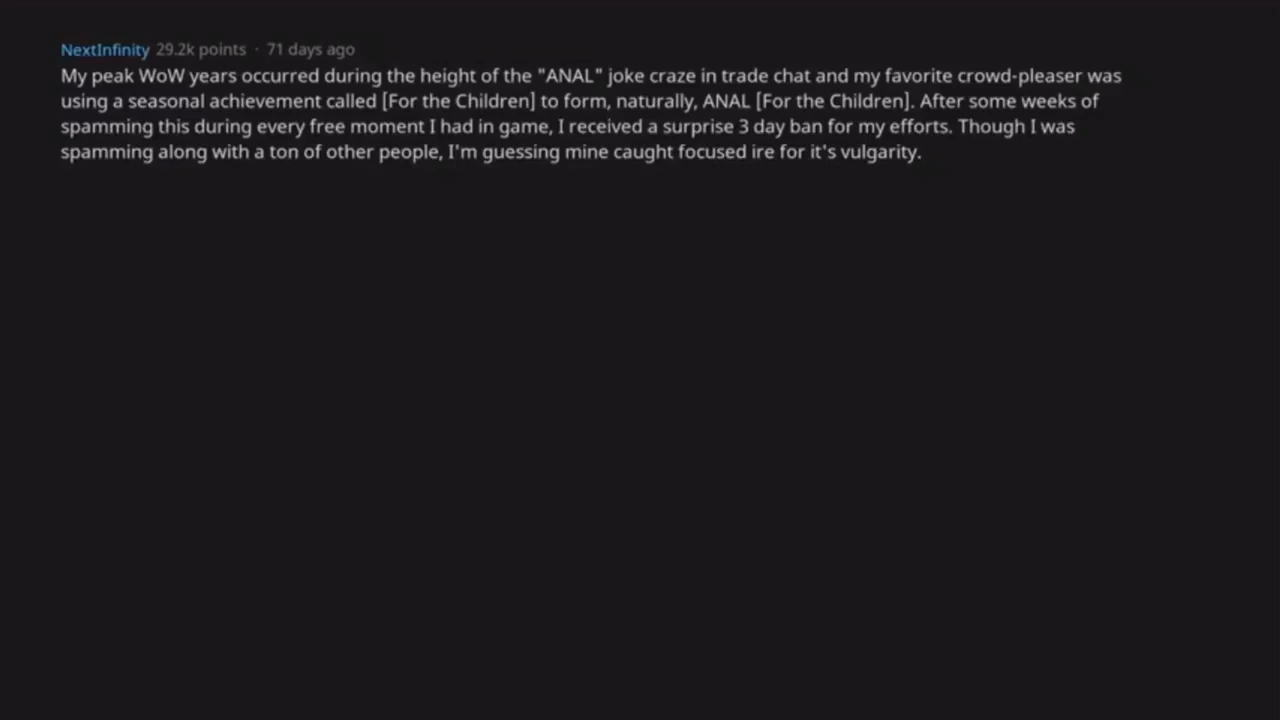 NextInfinity 29.2k points · 71 days ago
My peak WoW years occurred during the height of the "ANAL" joke craze in trade chat and my favorite crowd-pleaser was
using a seasonal achievement called [For the Children] to form, naturally, ANAL [For the Children]. After some weeks of
spamming this during every free moment I had in game, I received a surprise 3 day ban for my efforts. Though I was
spamming along with a ton of other people, I'm guessing mine caught focused ire for it's vulgarity.